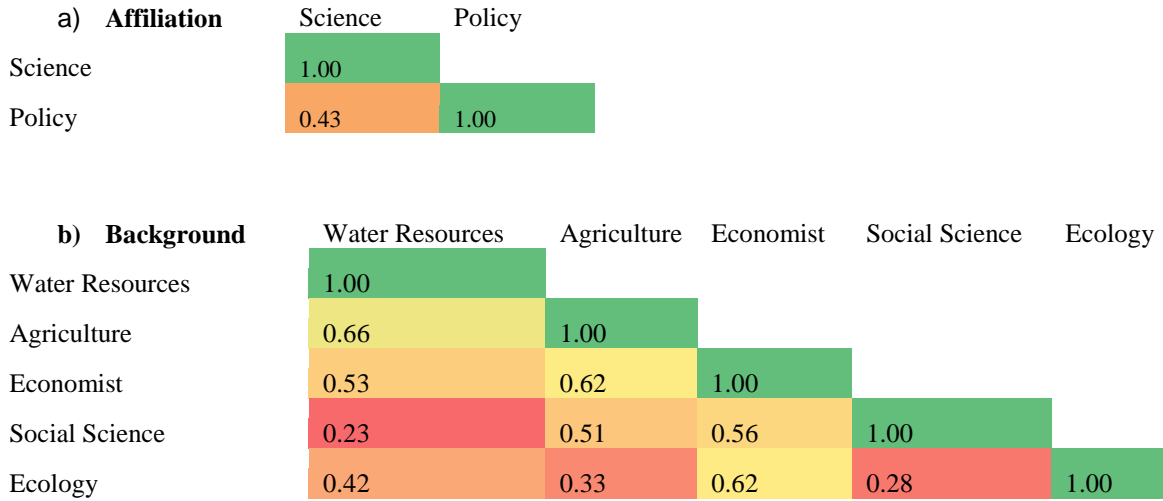 a) Affiliation Science Policy
Science 1.00
Policy 0.43 1.00
b) Background Water Resources Agriculture Economist Social Science Ecology
Water Resources 1.00
Agriculture 0.66 1.00
Economist 0.53 0.62 1.00
Social Science 0.23 0.51 0.56 1.00
Ecology 0.42 0.33 0.62 0.28 1.00